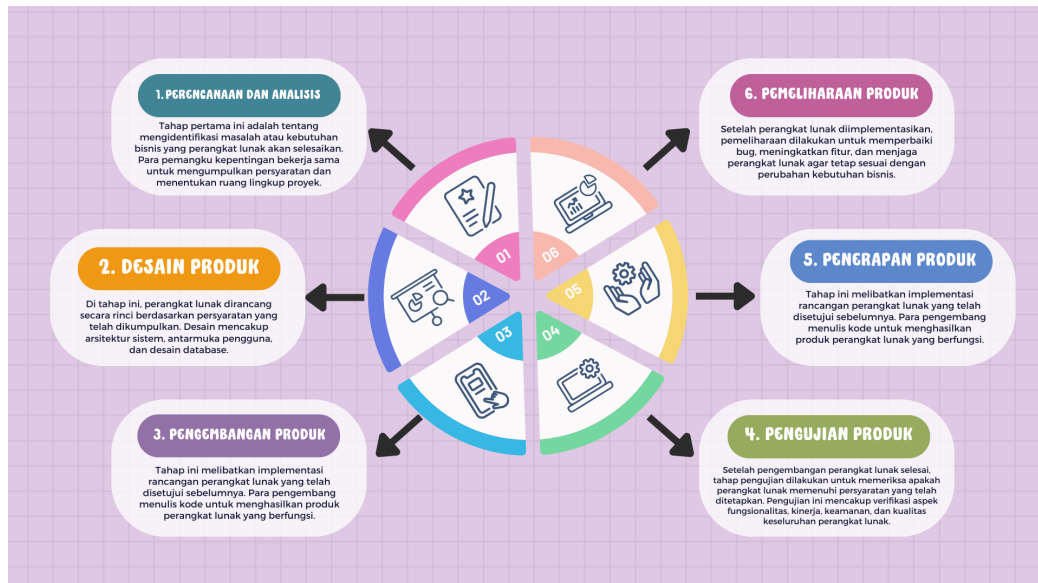 1. PERENCANAAN DAN ANALISIS
Tahap pertama ini adalah tentang
mengidentifikasi masalah atau kebutuhan
bisnis yang perangkat lunak akan selesaikan.
Para pemangku kepentingan bekerja sama
untuk mengumpulkan persyaratan dan
menentukan ruang lingkup proyek.
2. DESAIN PRODUK
Di tahap ini, perangkat lunak dirancang
secara rinci berdasarkan persyaratan yang
telah dikumpulkan. Desain mencakup
arsitektur sistem, antarmuka pengguna,
dan desain database.
3. PENGEMBANGAN PRODUK
Tahap ini melibatkan implementasi
rancangan perangkat lunak yang telah
disetujui sebelumnya. Para pengembang
menulis kode untuk menghasilkan produk
perangkat lunak yang berfungsi.
01
02
03
04
05
06
6. PEMELIHARAAN PRODUK
Setelah perangkat lunak diimplementasikan,
pemeliharaan dilakukan untuk memperbaiki
bug, meningkatkan fitur, dan menjaga
perangkat lunak agar tetap sesuai dengan
perubahan kebutuhan bisnis.
5. PENERAPAN PRODUK
Tahap ini melibatkan implementasi
rancangan perangkat lunak yang telah
disetujui sebelumnya. Para pengembang
menulis kode untuk menghasilkan
produk perangkat lunak yang berfungsi.
4. PENGUJIAN PRODUK
Setelah pengembangan perangkat lunak selesai,
tahap pengujian dilakukan untuk memeriksa apakah
perangkat lunak memenuhi persyaratan yang telah
ditetapkan. Pengujian ini mencakup verifikasi aspek
fungsionalitas, kinerja, keamanan, dan kualitas
keseluruhan perangkat lunak.